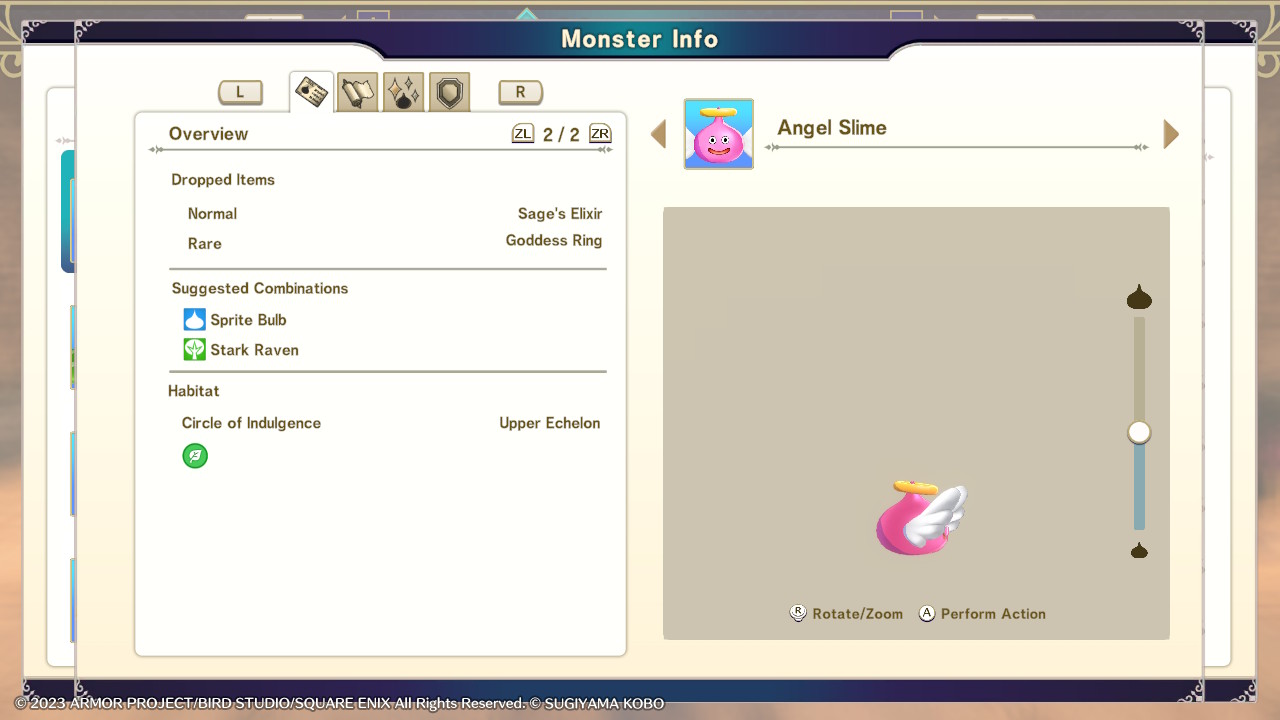 Monster Info
L
R
Overview
ZL 2 / 2 ZR
Dropped Items
Normal Sage's Elixir
Rare Goddess Ring
Suggested Combinations
Sprite Bulb
Stark Raven
Habitat
Circle of Indulgence Upper Echelon
Angel Slime
R Rotate/Zoom A Perform Action
© 2023 ARMOR PROJECT/BIRD STUDIO/SQUARE ENIX All Rights Reserved. © SUGIYAMA KOBO